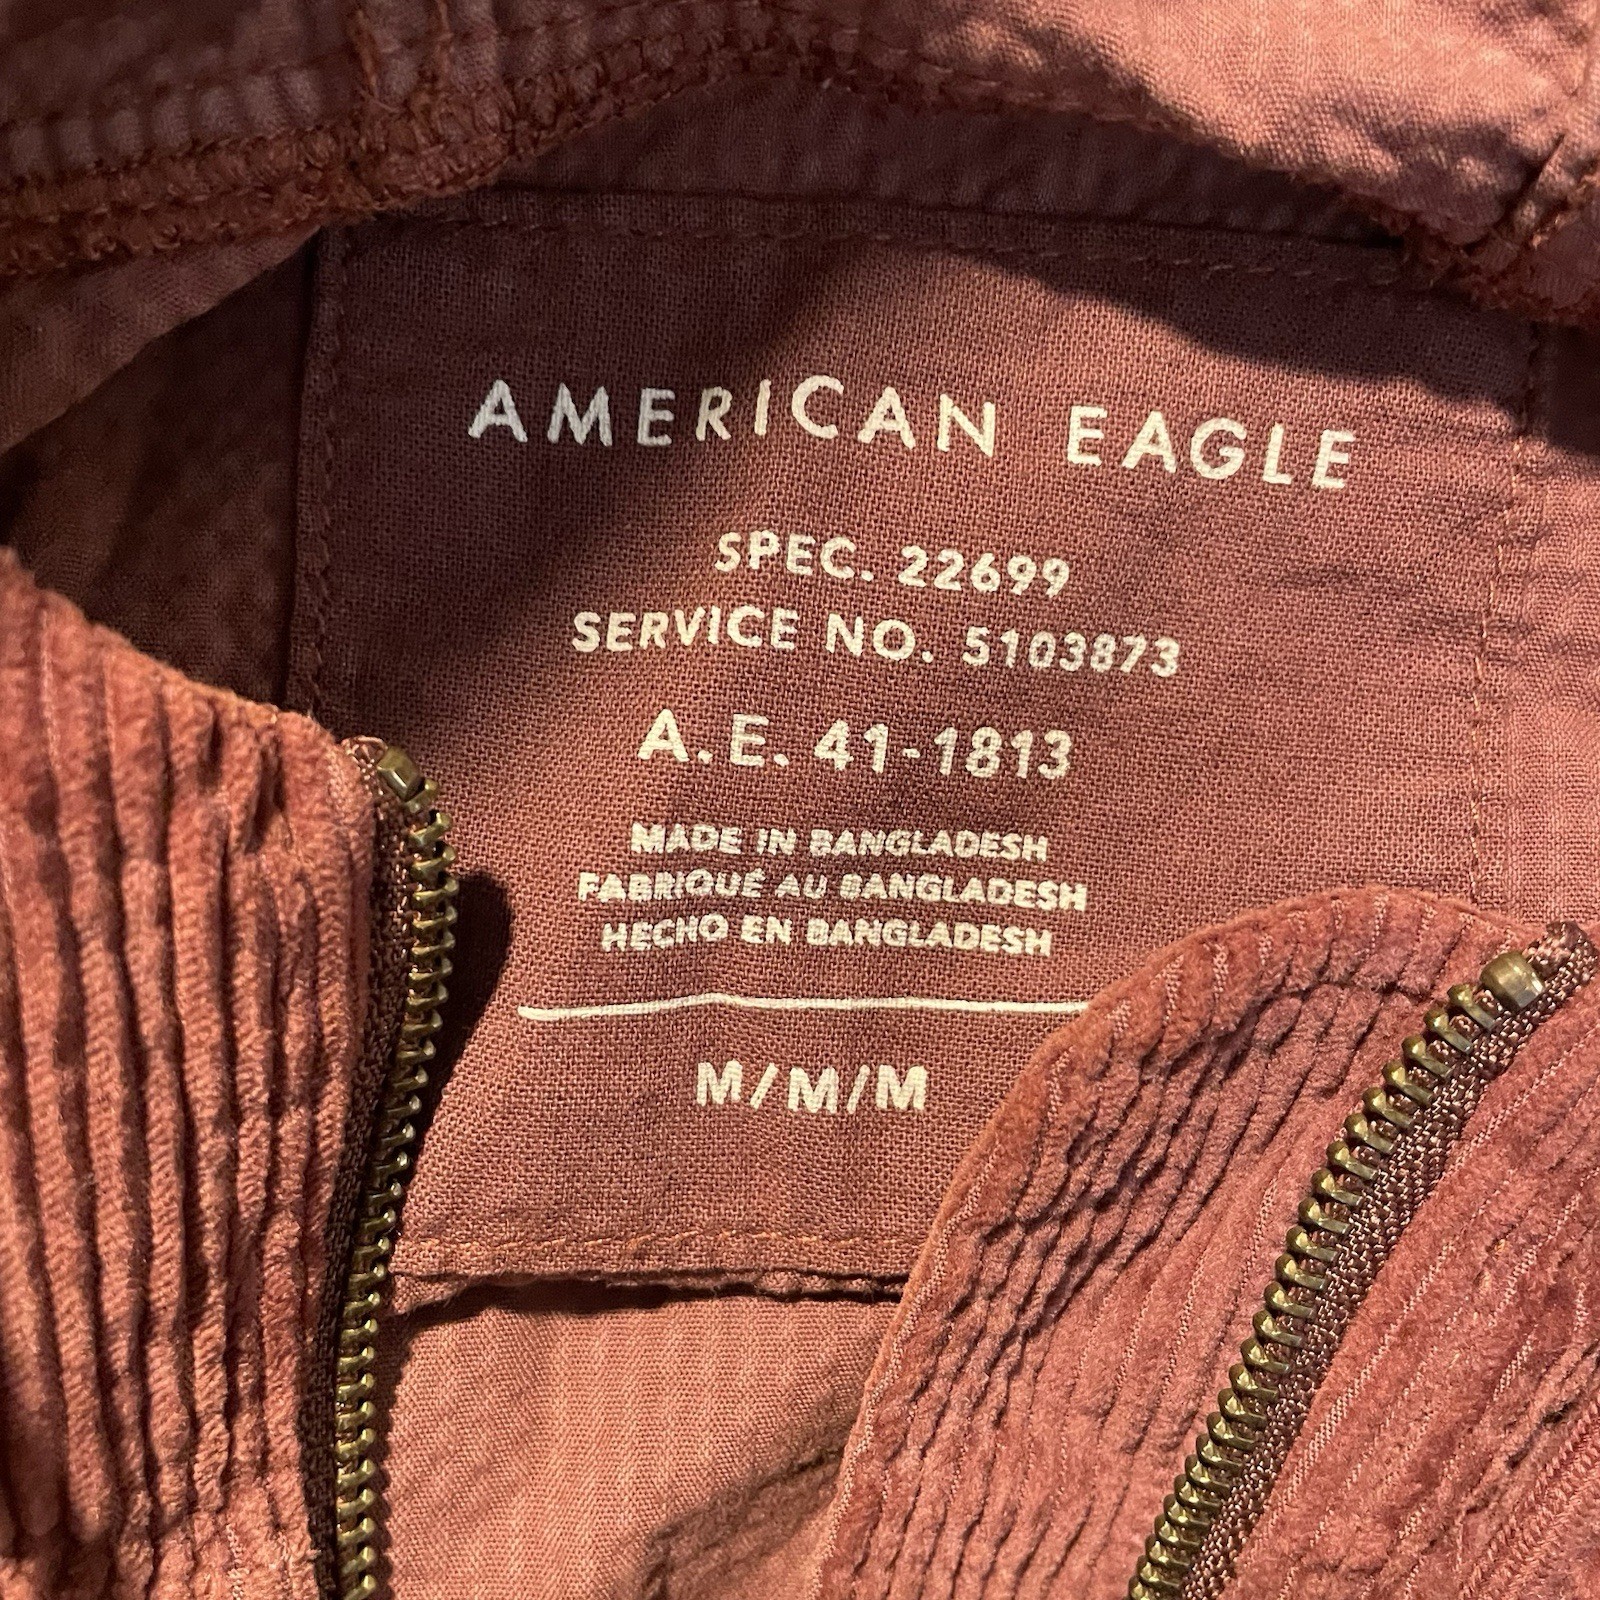 AMERICAN EAGLE
SPEC. 22699
SERVICE NO. 5103873
A.E. 41-1813
MADE IN BANGLADESH
FABRIQUÉ AU BANGLADESH
HECHO EN BANGLADESH
M/M/M